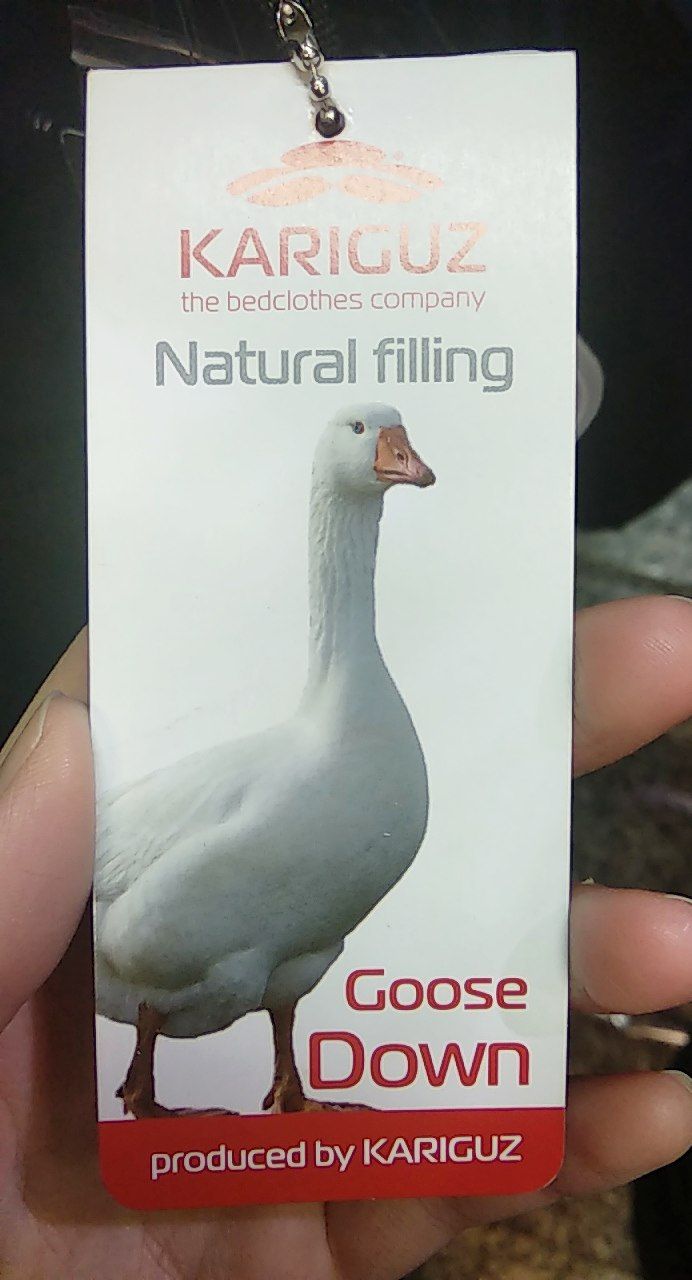 KARIGUZ
the bedclothes company
Natural filling
Goose
Down
produced by KARIGUZ